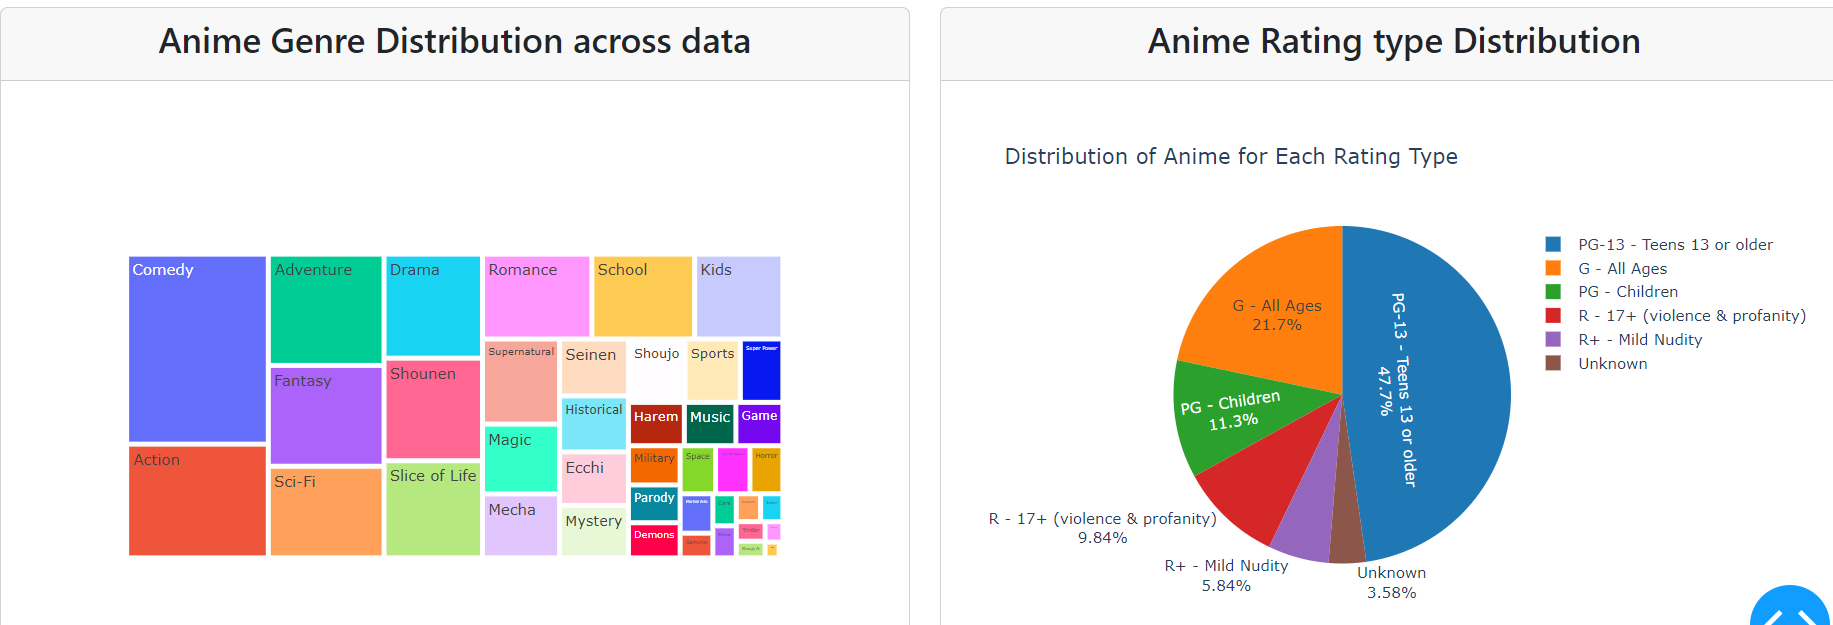 Anime Genre Distribution across data
Comedy
Adventure
Drama
Romance
School
Kids
Supernatural
Seinen
Shoujo
Sports
Super Power
Fantasy
Shounen
Historical
Harem
Music
Game
Magic
Action
Military
Space
Horror
Ecchi
Sci-Fi
Slice of Life
Parody
Martial Arts
Mecha
Mystery
Demons
Anime Rating type Distribution
Distribution of Anime for Each Rating Type
G - All Ages
21.7%
PG-13 - Teens 13 or older
47.7%
PG - Children
11.3%
R - 17+ (violence & profanity)
9.84%
R+ - Mild Nudity
5.84%
Unknown
3.58%
PG-13 - Teens 13 or older
G - All Ages
PG - Children
R - 17+ (violence & profanity)
R+ - Mild Nudity
Unknown